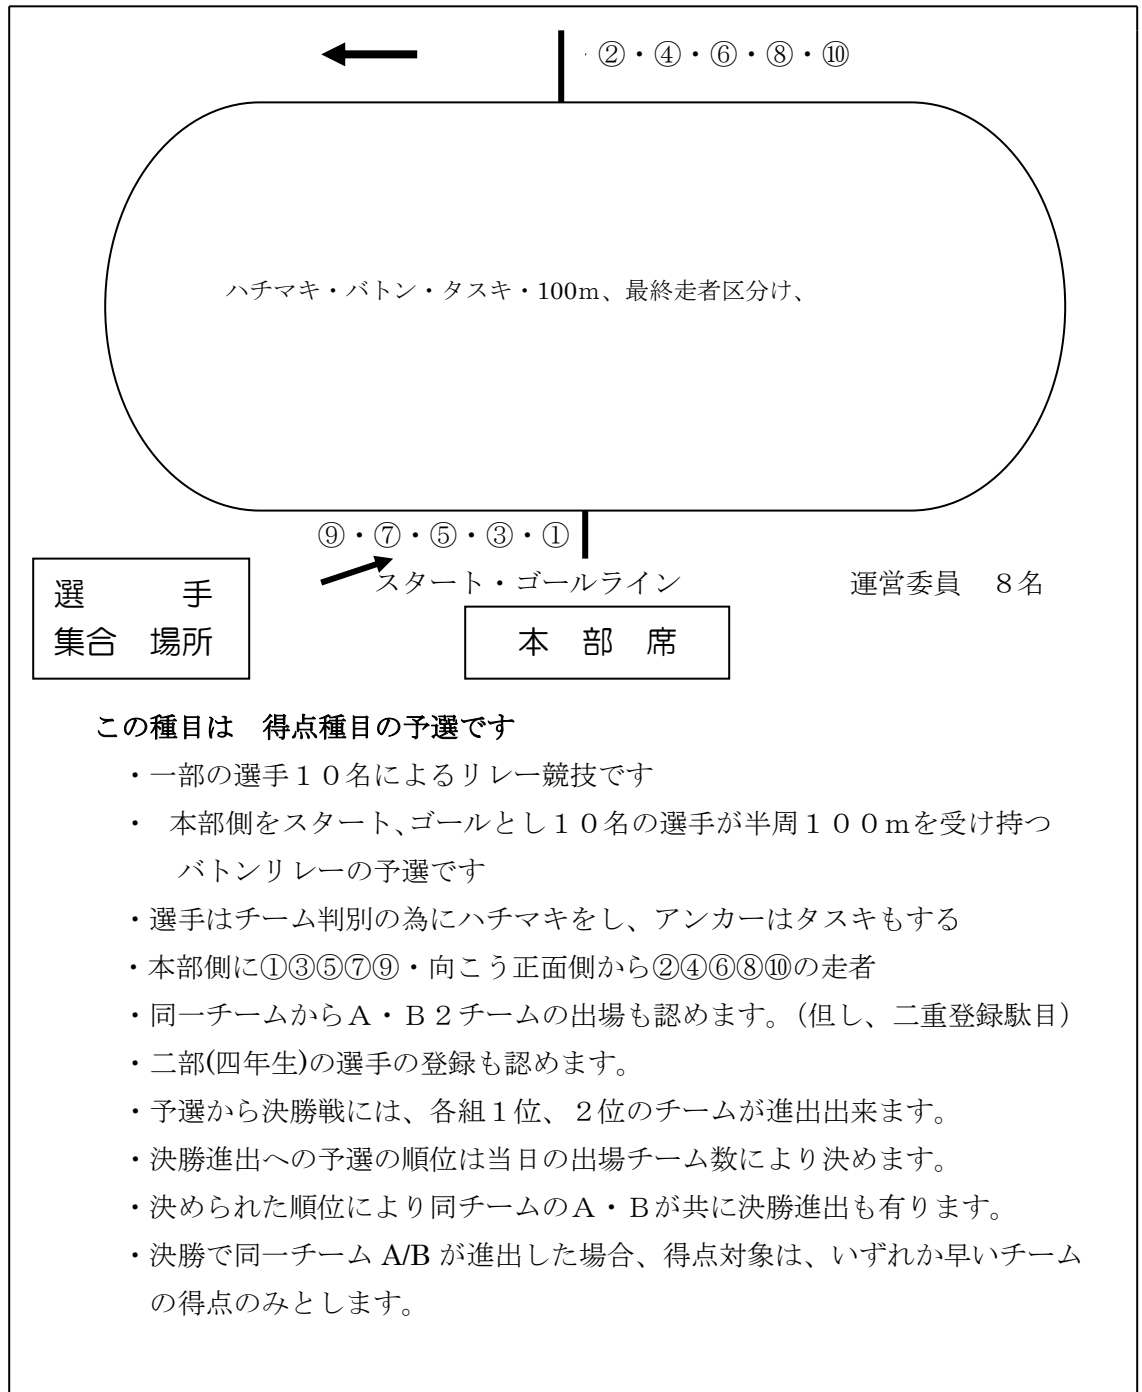 ②・④・⑥・⑧・⑩
ハチマキ・バトン・タスキ・100ｍ、最終走者区分け、
⑨・⑦・⑤・③・①
スタート・ゴールライン　運営委員　８名
選　手
集合　場所
本　部　席
この種目は　得点種目の予選です
・一部の選手１０名によるリレー競技です
・　本部側をスタート、ゴールとし１０名の選手が半周１００ｍを受け持つ
バトンリレーの予選です
・選手はチーム判別の為にハチマキをし、アンカーはタスキもする
・本部側に①③⑤⑦⑨・向こう正面側から②④⑥⑧⑩の走者
・同一チームからＡ・Ｂ２チームの出場も認めます。（但し、二重登録駄目）
・二部(四年生)の選手の登録も認めます。
・予選から決勝戦には、各組１位、２位のチームが進出出来ます。
・決勝進出への予選の順位は当日の出場チーム数により決めます。
・決められた順位により同チームのＡ・Ｂが共に決勝進出も有ります。
・決勝で同一チーム A/B が進出した場合、得点対象は、いずれか早いチーム
の得点のみとします。